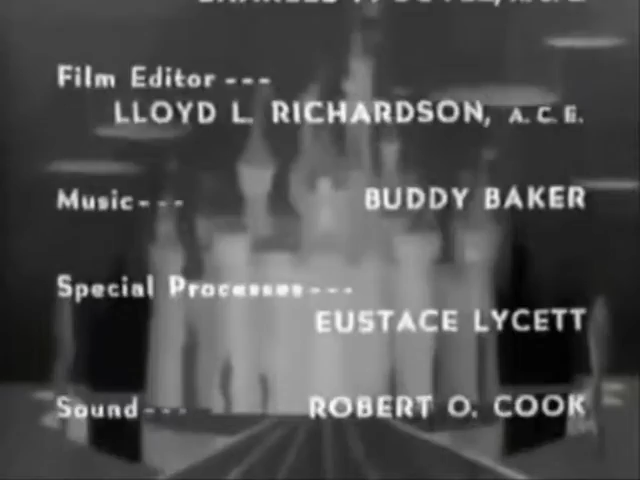 Film Editor ---
LLOYD L. RICHARDSON, A.C.E.
Music--- BUDDY BAKER
Special Processes---
EUSTACE LYCETT
Sound--- ROBERT O. COOK